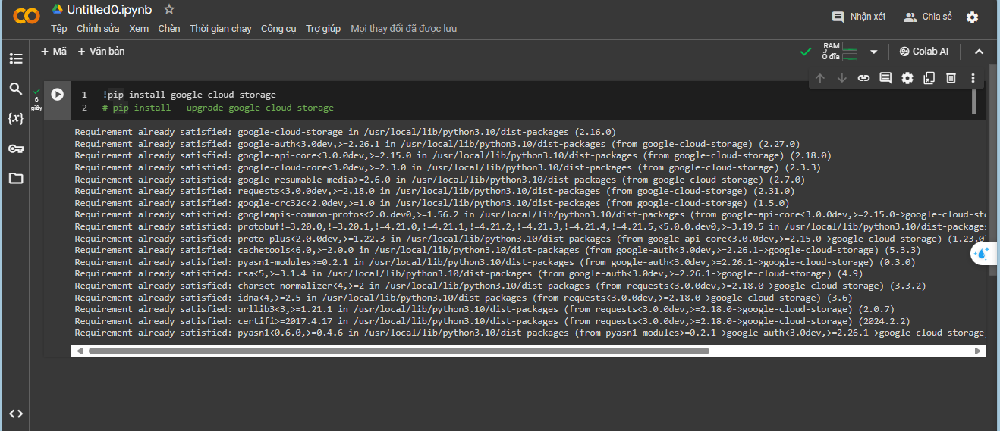 Untitled0.ipynb
Tệp Chỉnh sửa Xem Chèn Thời gian chạy Công cụ Trợ giúp Mọi thay đổi đã được lưu
Nhận xét Chia sẻ
+ Mã + Văn bản
RAM
Ổ đĩa
Colab AI
6
giây
{x}
1 !pip install google-cloud-storage
2 # pip install --upgrade google-cloud-storage
Requirement already satisfied: google-cloud-storage in /usr/local/lib/python3.10/dist-packages (2.16.0)
Requirement already satisfied: google-auth<3.0dev,>=2.26.1 in /usr/local/lib/python3.10/dist-packages (from google-cloud-storage) (2.27.0)
Requirement already satisfied: google-api-core<3.0.0dev,>=2.15.0 in /usr/local/lib/python3.10/dist-packages (from google-cloud-storage) (2.18.0)
Requirement already satisfied: google-cloud-core<3.0dev,>=2.3.0 in /usr/local/lib/python3.10/dist-packages (from google-cloud-storage) (2.3.3)
Requirement already satisfied: google-resumable-media>=2.6.0 in /usr/local/lib/python3.10/dist-packages (from google-cloud-storage) (2.7.0)
Requirement already satisfied: requests<3.0.0dev,>=2.18.0 in /usr/local/lib/python3.10/dist-packages (from google-cloud-storage) (2.31.0)
Requirement already satisfied: google-crc32c<2.0dev,>=1.0 in /usr/local/lib/python3.10/dist-packages (from google-cloud-storage) (1.5.0)
Requirement already satisfied: googleapis-common-protos<2.0.dev0,>=1.56.2 in /usr/local/lib/python3.10/dist-packages (from google-api-core<3.0.0dev,>=2.15.0->google-cloud-sto
Requirement already satisfied: protobuf!=3.20.0,!=3.20.1,!=4.21.0,!=4.21.1,!=4.21.2,!=4.21.3,!=4.21.4,!=4.21.5,<5.0.0.dev0,>=3.19.5 in /usr/local/lib/python3.10/dist-packages
Requirement already satisfied: proto-plus<2.0.0dev,>=1.22.3 in /usr/local/lib/python3.10/dist-packages (from google-api-core<3.0.0dev,>=2.15.0->google-cloud-storage) (1.23.0)
Requirement already satisfied: cachetools<6.0,>=2.0.0 in /usr/local/lib/python3.10/dist-packages (from google-auth<3.0dev,>=2.26.1->google-cloud-storage) (5.3.3)
Requirement already satisfied: pyasn1-modules>=0.2.1 in /usr/local/lib/python3.10/dist-packages (from google-auth<3.0dev,>=2.26.1->google-cloud-storage) (0.3.0)
Requirement already satisfied: rsa<5,>=3.1.4 in /usr/local/lib/python3.10/dist-packages (from google-auth<3.0dev,>=2.26.1->google-cloud-storage) (4.9)
Requirement already satisfied: charset-normalizer<4,>=2 in /usr/local/lib/python3.10/dist-packages (from requests<3.0.0dev,>=2.18.0->google-cloud-storage) (3.3.2)
Requirement already satisfied: idna<4,>=2.5 in /usr/local/lib/python3.10/dist-packages (from requests<3.0.0dev,>=2.18.0->google-cloud-storage) (3.6)
Requirement already satisfied: urllib3<3,>=1.21.1 in /usr/local/lib/python3.10/dist-packages (from requests<3.0.0dev,>=2.18.0->google-cloud-storage) (2.0.7)
Requirement already satisfied: certifi>=2017.4.17 in /usr/local/lib/python3.10/dist-packages (from requests<3.0.0dev,>=2.18.0->google-cloud-storage) (2024.2.2)
Requirement already satisfied: pyasn1<0.6.0,>=0.4.6 in /usr/local/lib/python3.10/dist-packages (from pyasn1-modules>=0.2.1->google-auth<3.0dev,>=2.26.1->google-cloud-storage)